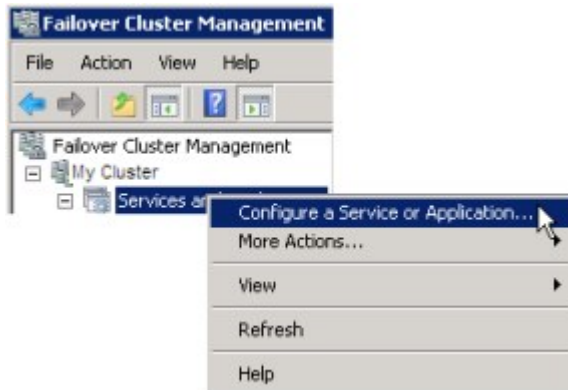 Failover Cluster Management
File Action View Help
Failover Cluster Management
My Cluster
Services
Configure a Service or Application...
More Actions...
View
Refresh
Help